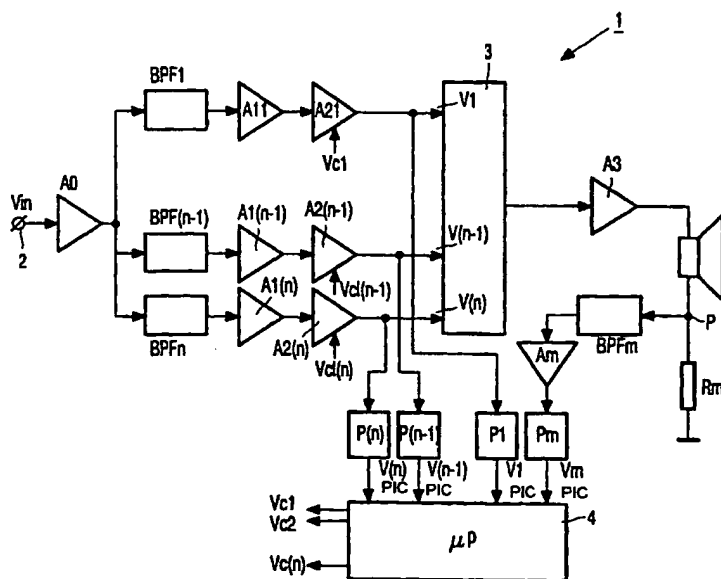 1
3
BPF1
A11
A21
V1
Vc1
A3
A0
Vin
2
BPF(n-1)
A1(n-1)
A2(n-1)
V(n-1)
Vcl(n-1)
BPFn
A1(n)
A2(n)
V(n)
Vcl(n)
P
BPFm
Am
Rm
P(n)
P(n-1)
P1
Pm
V(n) PIC
V(n-1) PIC
V1 PIC
Vm PIC
Vc1
Vc2
Vc(n)
μp
4